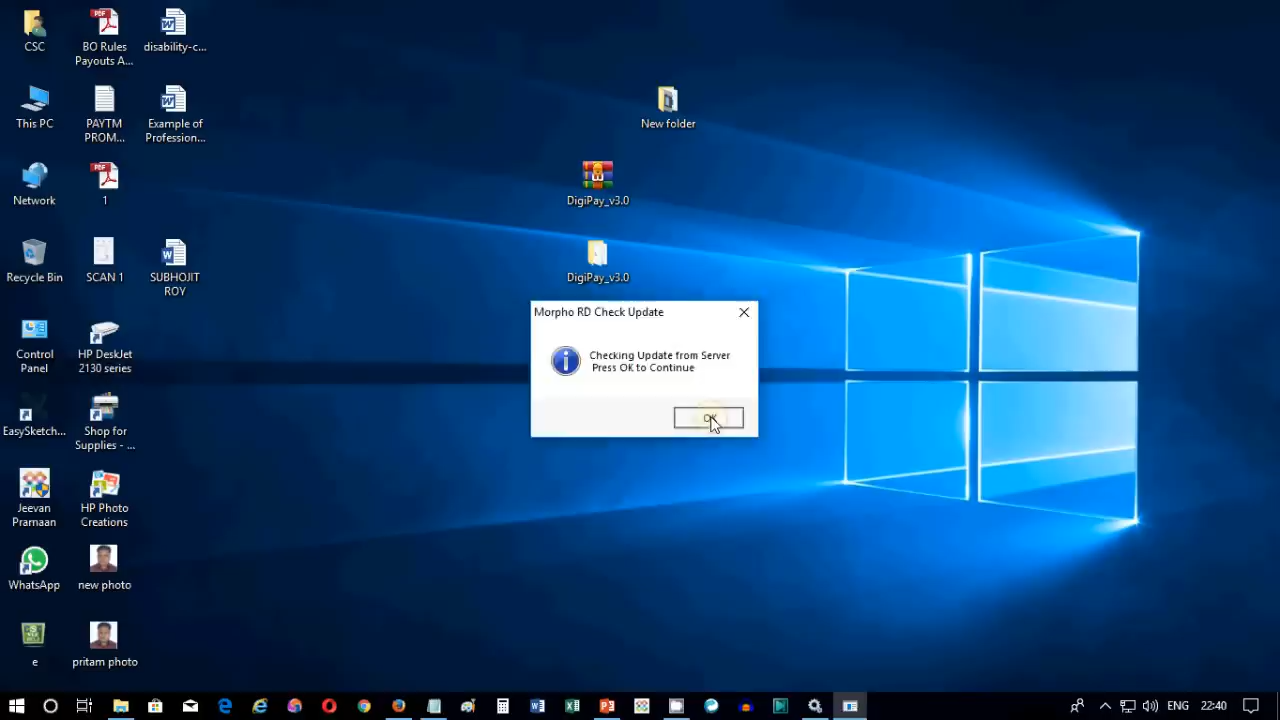 CSC
BO Rules
Payouts A...
disability-c...
This PC
PAYTM
PROM...
Example of
Profession...
New folder
Network
1
DigiPay_v3.0
Recycle Bin
SCAN 1
SUBHOJIT
ROY
DigiPay_v3.0
Morpho RD Check Update
Checking Update from Server
Press OK to Continue
OK
Control
Panel
HP DeskJet
2130 series
EasySketch...
Shop for
Supplies - ...
Jeevan
Pramaan
HP Photo
Creations
WhatsApp
new photo
e
pritam photo
ENG
22:40